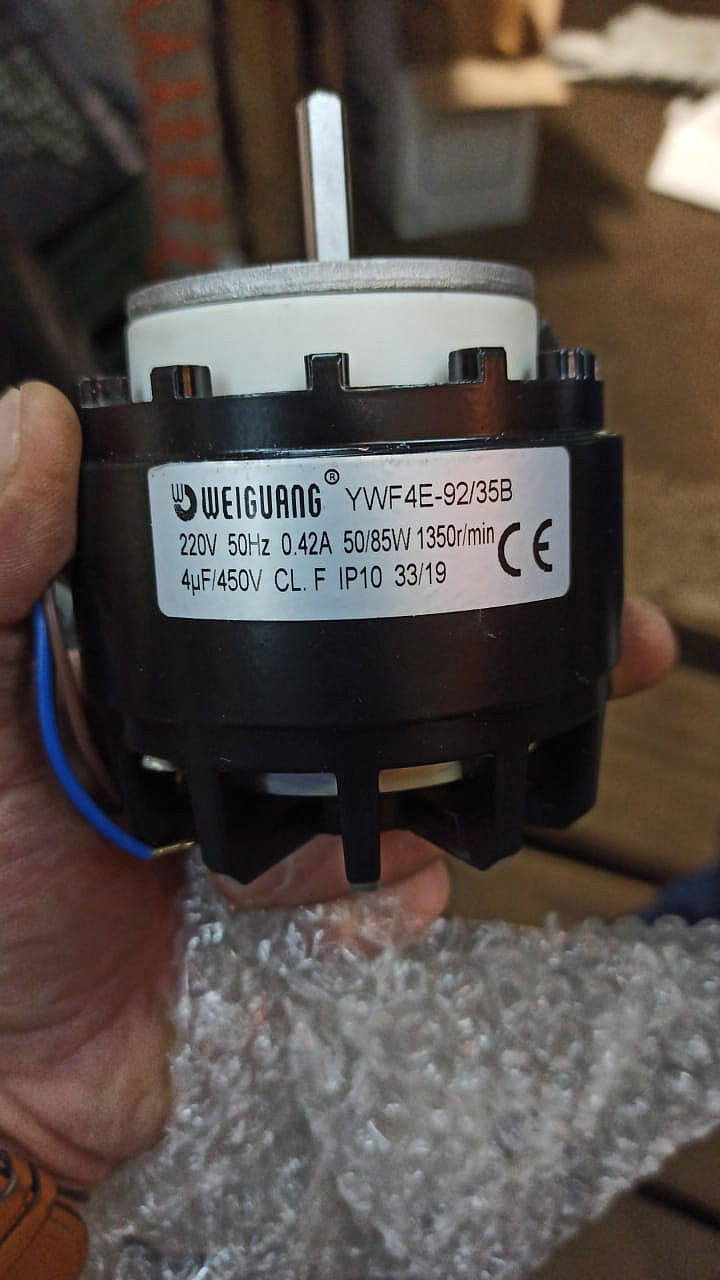 WEIGUANG® YWF4E-92/35B
220V 50Hz 0.42A 50/85W 1350r/min CE
4µF/450V CL. F IP10 33/19